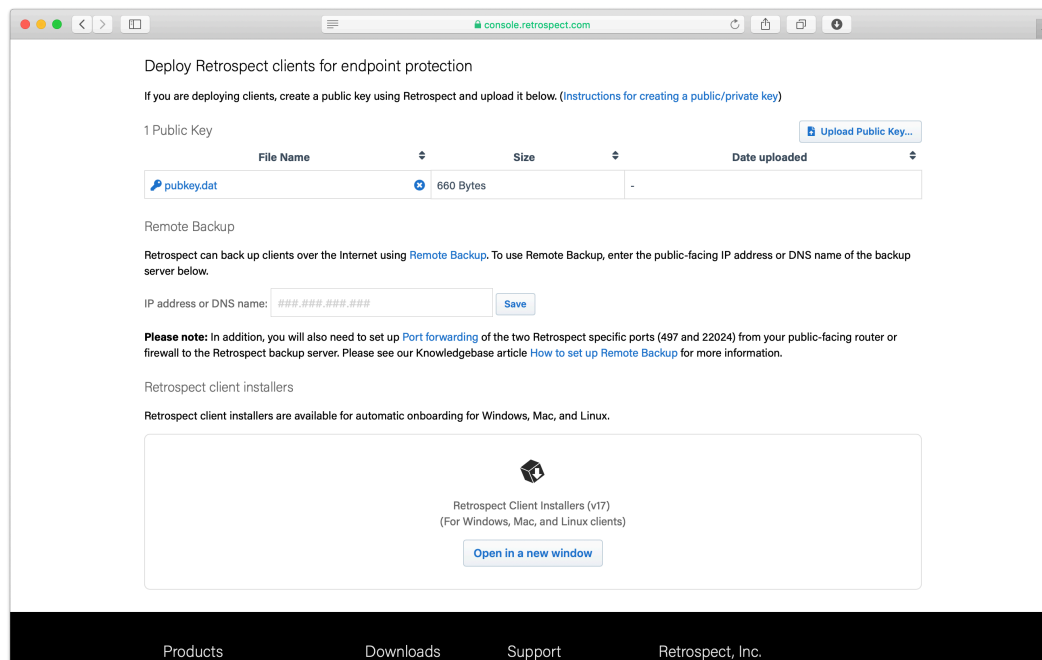 console.retrospect.com
Deploy Retrospect clients for endpoint protection
If you are deploying clients, create a public key using Retrospect and upload it below. (Instructions for creating a public/private key)
1 Public Key
Upload Public Key...
File Name Size Date uploaded
pubkey.dat 660 Bytes -
Remote Backup
Retrospect can back up clients over the Internet using Remote Backup. To use Remote Backup, enter the public-facing IP address or DNS name of the backup
server below.
IP address or DNS name: ###.###.###.### Save
Please note: In addition, you will also need to set up Port forwarding of the two Retrospect specific ports (497 and 22024) from your public-facing router or
firewall to the Retrospect backup server. Please see our Knowledgebase article How to set up Remote Backup for more information.
Retrospect client installers
Retrospect client installers are available for automatic onboarding for Windows, Mac, and Linux.
Retrospect Client Installers (v17)
(For Windows, Mac, and Linux clients)
Open in a new window
Products Downloads Support Retrospect, Inc.